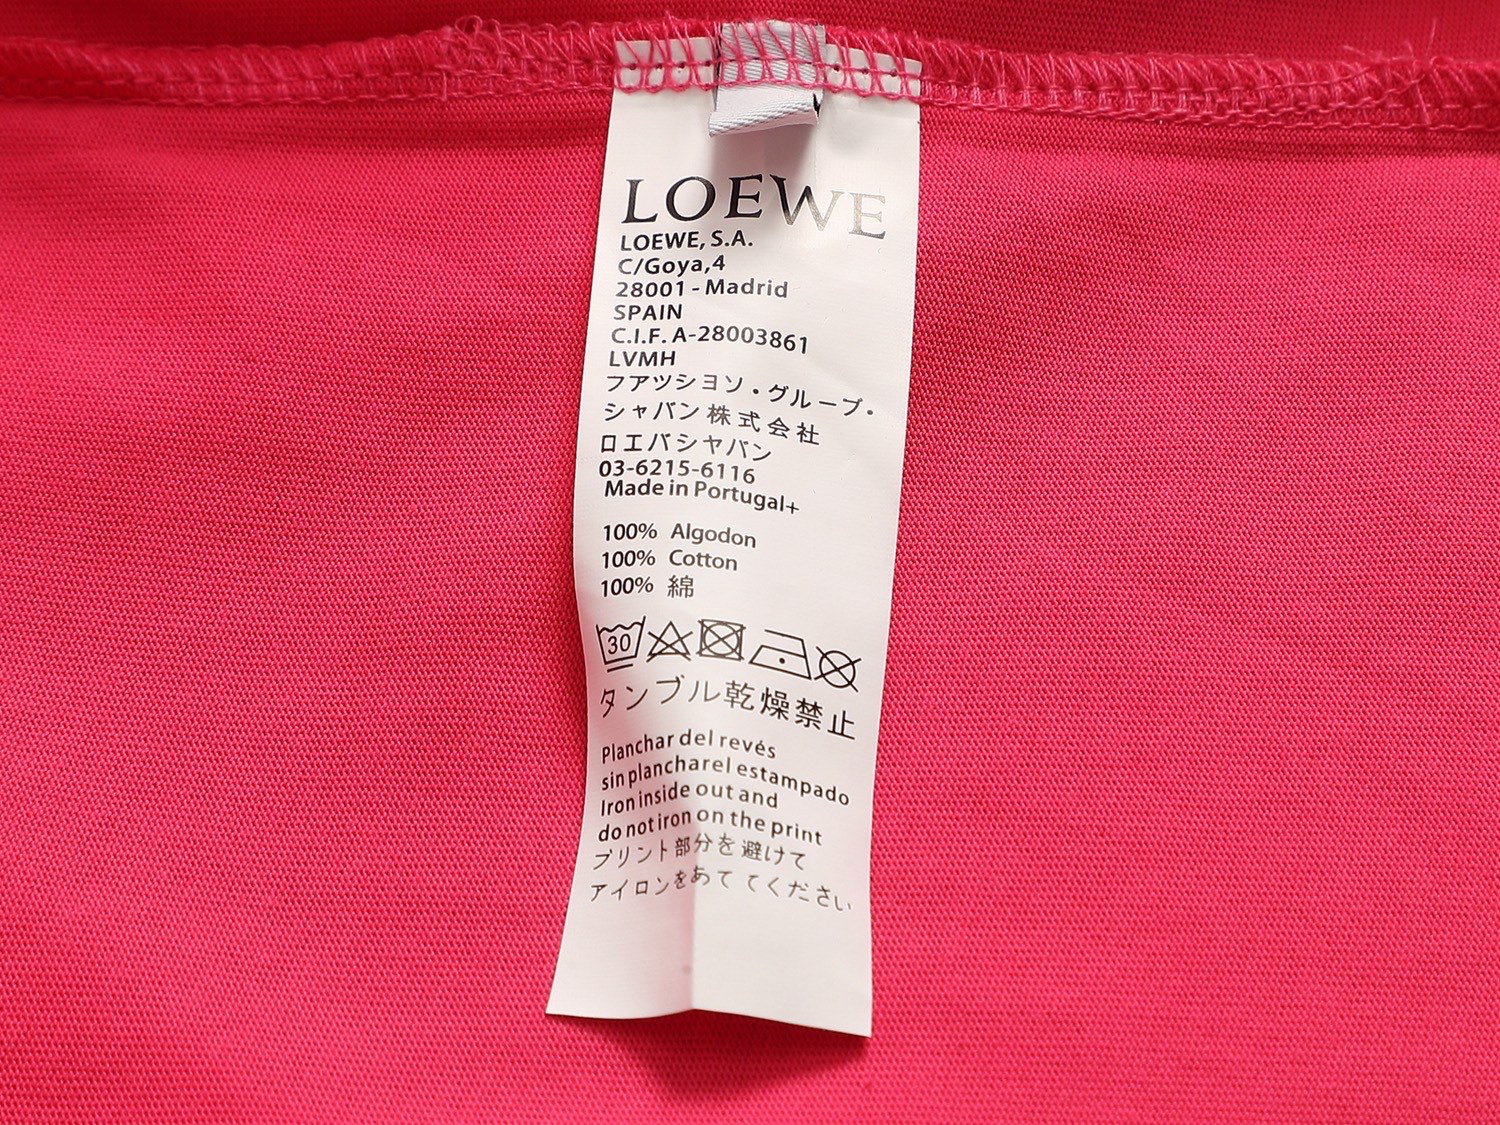 LOEWE
LOEWE, S.A.
C/Goya,4
28001 - Madrid
SPAIN
C.I.F. A-28003861
LVMH
フアツシヨソ・グループ・
シャバン株式会社
ロエバシヤバン
03-6215-6116
Made in Portugal+
100% Algodon
100% Cotton
100% 綿
30
タンブル乾燥禁止
Planchar del revés
sin plancharel estampado
Iron inside out and
do not iron on the print
プリント部分を避けて
アイロンをあて てください